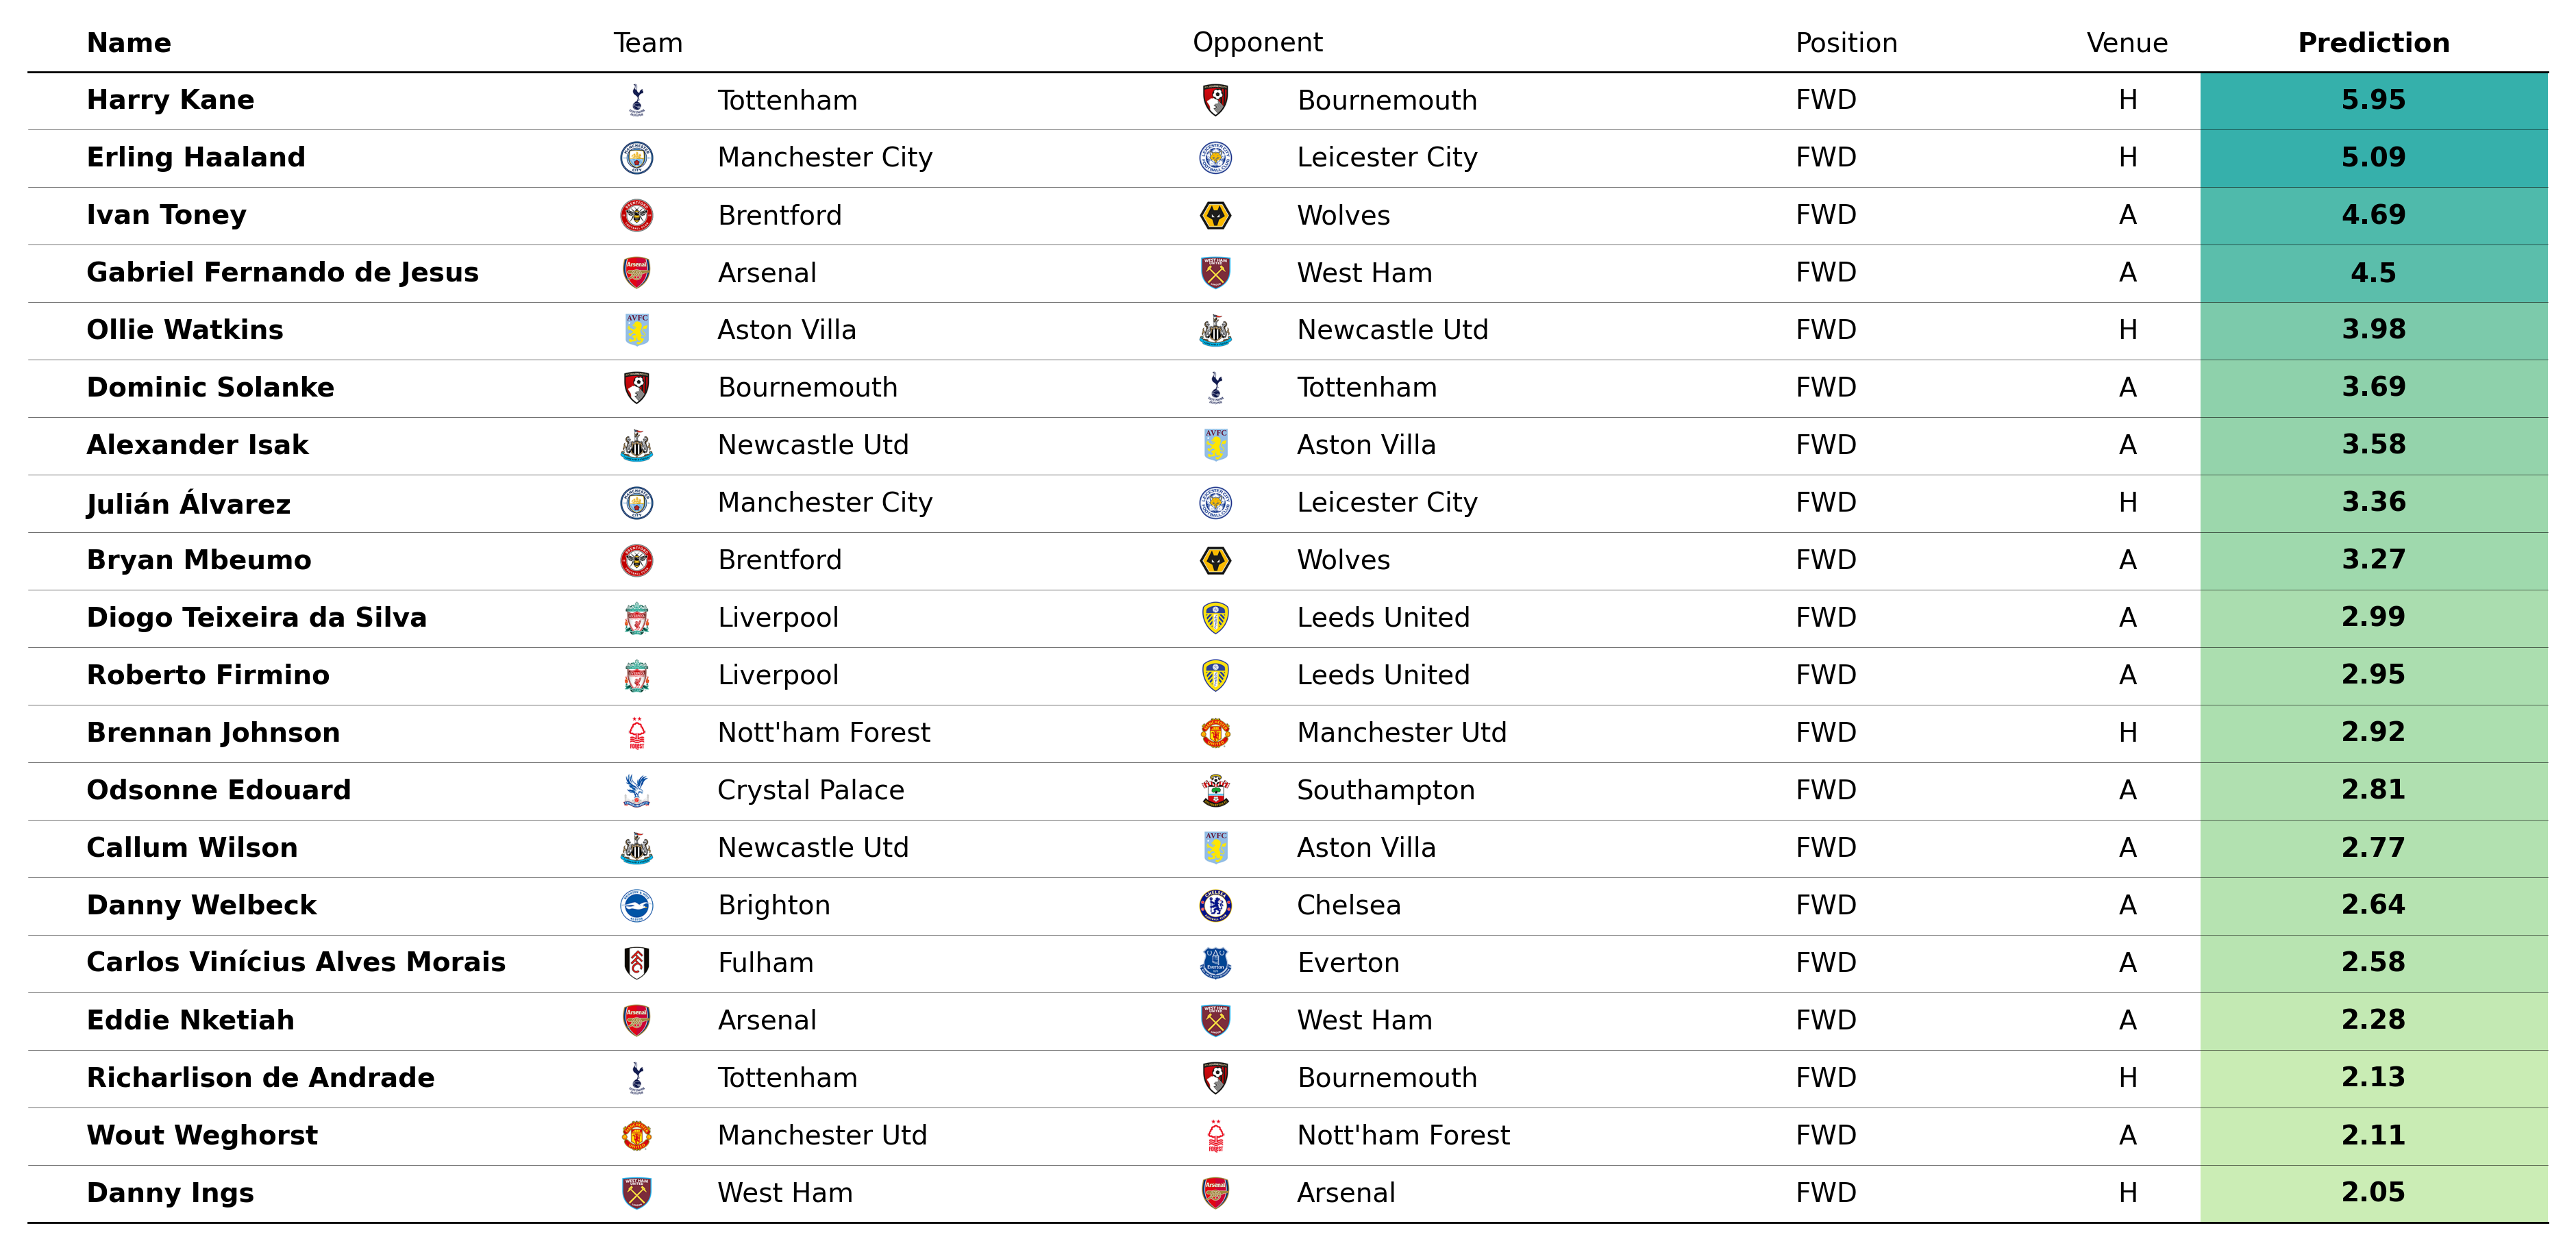 Name Team Opponent Position Venue Prediction
Harry Kane Tottenham Bournemouth FWD H 5.95
Erling Haaland Manchester City Leicester City FWD H 5.09
Ivan Toney Brentford Wolves FWD A 4.69
Gabriel Fernando de Jesus Arsenal West Ham FWD A 4.5
Ollie Watkins Aston Villa Newcastle Utd FWD H 3.98
Dominic Solanke Bournemouth Tottenham FWD A 3.69
Alexander Isak Newcastle Utd Aston Villa FWD A 3.58
Julián Álvarez Manchester City Leicester City FWD H 3.36
Bryan Mbeumo Brentford Wolves FWD A 3.27
Diogo Teixeira da Silva Liverpool Leeds United FWD A 2.99
Roberto Firmino Liverpool Leeds United FWD A 2.95
Brennan Johnson Nott'ham Forest Manchester Utd FWD H 2.92
Odsonne Edouard Crystal Palace Southampton FWD A 2.81
Callum Wilson Newcastle Utd Aston Villa FWD A 2.77
Danny Welbeck Brighton Chelsea FWD A 2.64
Carlos Vinícius Alves Morais Fulham Everton FWD A 2.58
Eddie Nketiah Arsenal West Ham FWD A 2.28
Richarlison de Andrade Tottenham Bournemouth FWD H 2.13
Wout Weghorst Manchester Utd Nott'ham Forest FWD A 2.11
Danny Ings West Ham Arsenal FWD H 2.05